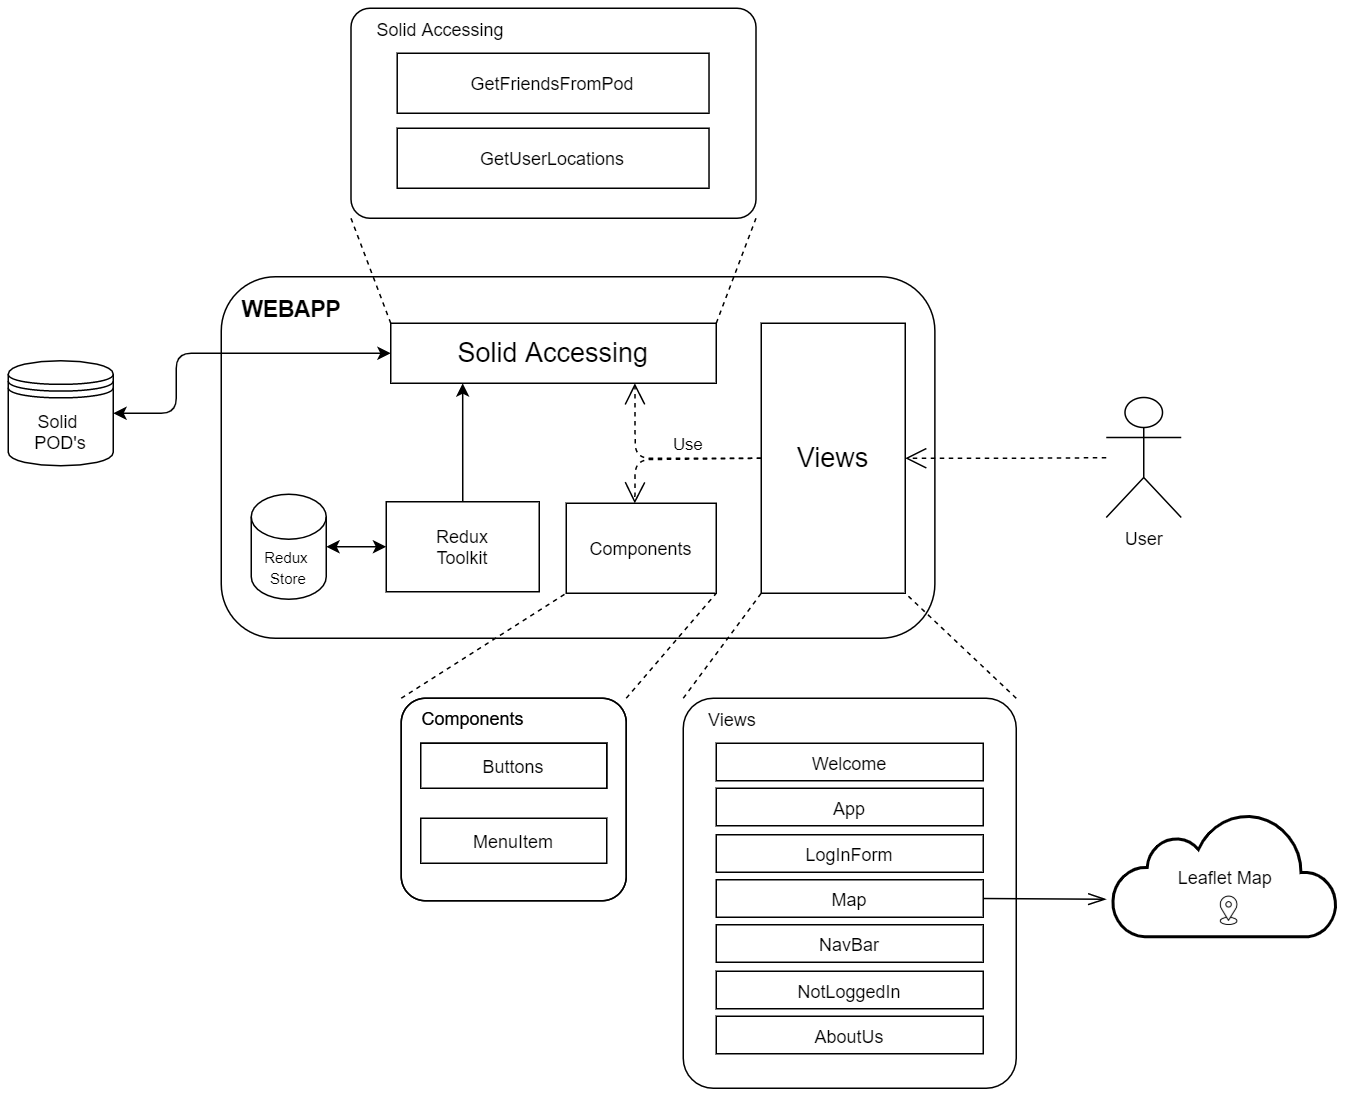 Solid Accessing
GetFriendsFromPod
GetUserLocations
WEBAPP
Solid Accessing
Solid
POD's
Use
Views
User
Redux
Store
Redux
Toolkit
Components
Components
Buttons
MenuItem
Views
Welcome
App
LogInForm
Map
NavBar
NotLoggedIn
AboutUs
Leaflet Map